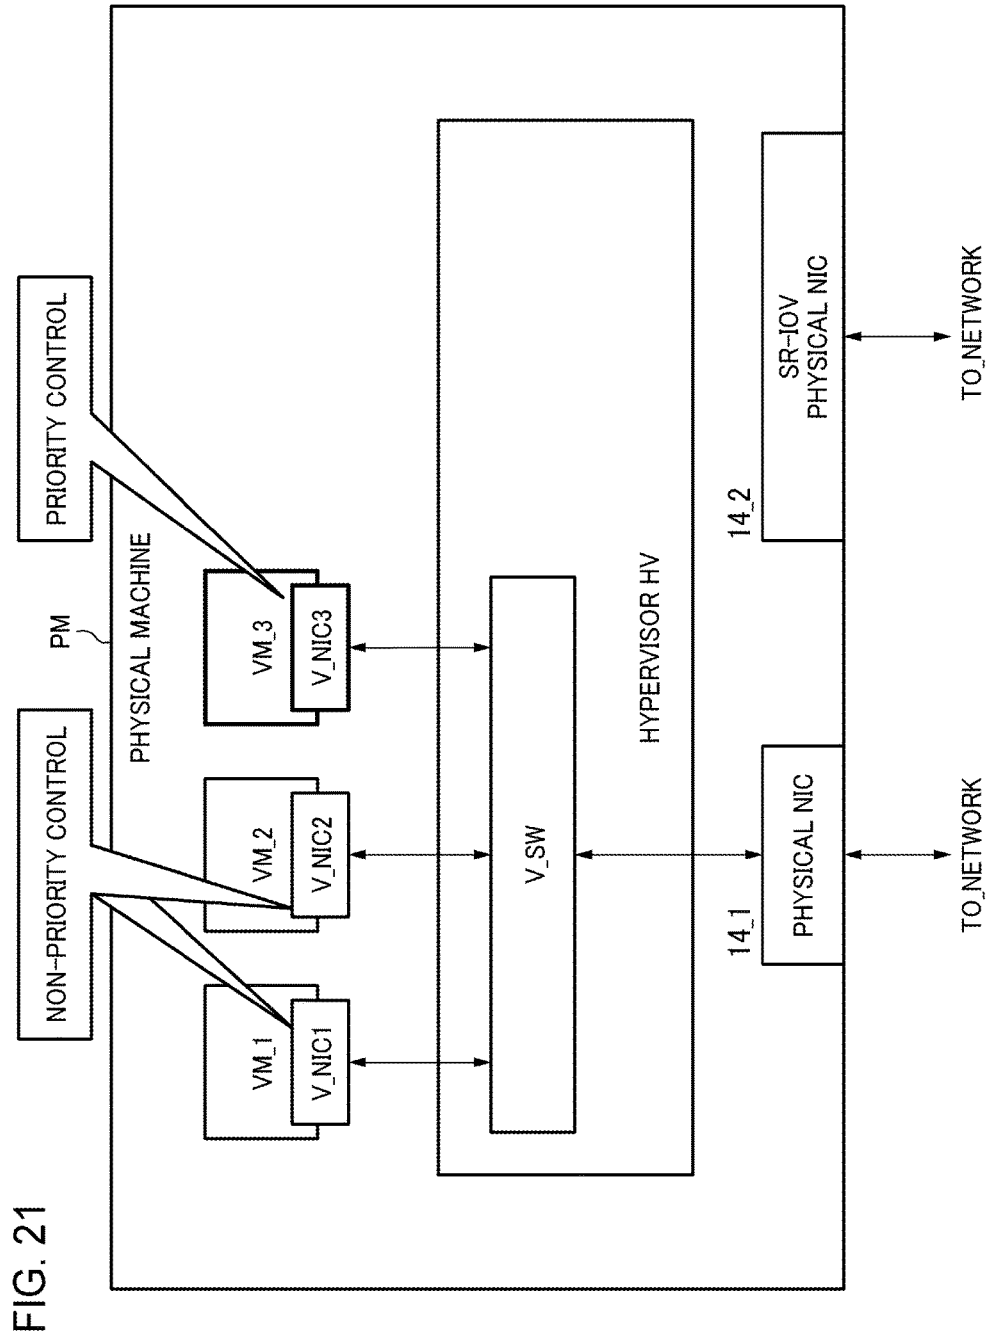 FIG. 21
NON-PRIORITY CONTROL
PRIORITY CONTROL
PM
PHYSICAL MACHINE
VM_1
V_NIC1
VM_2
V_NIC2
VM_3
V_NIC3
V_SW
HYPERVISOR HV
14_1
PHYSICAL NIC
14_2
SR-IOV
PHYSICAL NIC
TO_NETWORK
TO_NETWORK